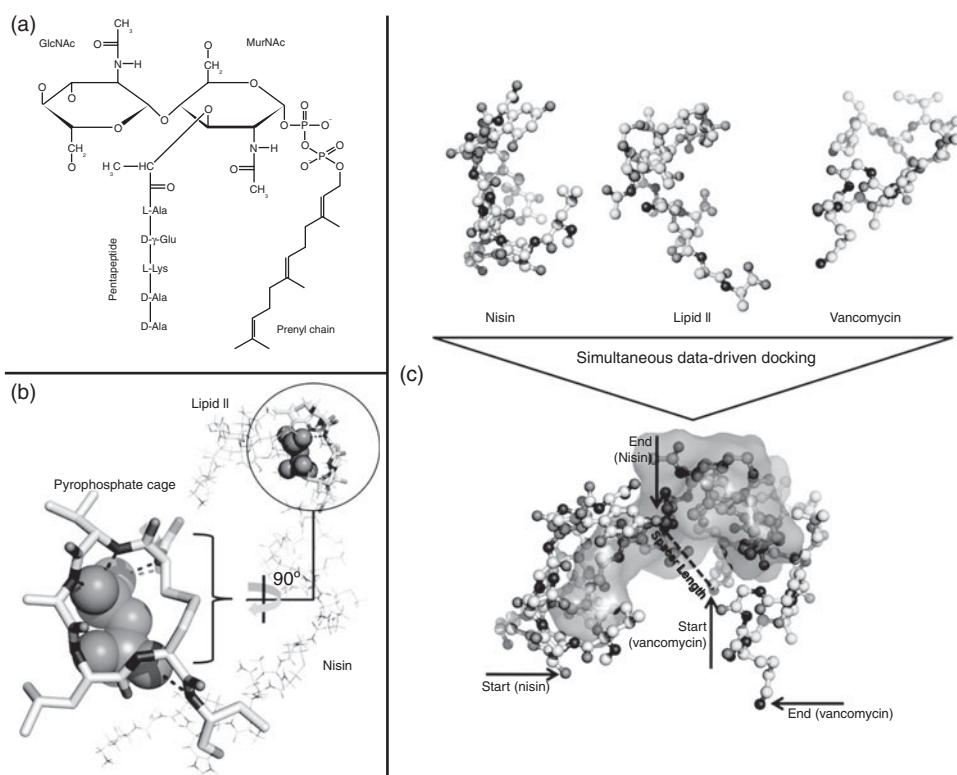 (a)
CH3
GlcNAc
O
N—H
MurNAc
O
CH2
O
O
O
O
O
O
O
CH2
O
O
O
O
P
O-
O
N—H
O-
P
O
O
O
CH3
H3C
HC
O
L-Ala
D-γ-Glu
L-Lys
D-Ala
D-Ala
Pentapeptide
Prenyl chain
(b)
Lipid II
Pyrophosphate cage
90°
Nisin
Nisin
Lipid II
Vancomycin
Simultaneous data-driven docking
(c)
End
(Nisin)
Spacer Length
Start
(vancomycin)
Start (nisin)
End (vancomycin)